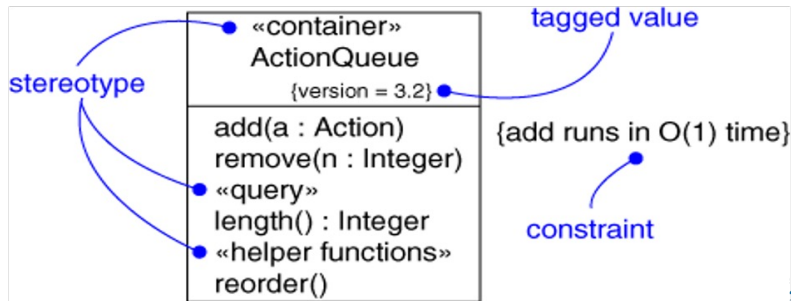 tagged value
«container»
ActionQueue
stereotype
{version = 3.2}
add(a : Action)
{add runs in O(1) time}
remove(n : Integer)
«query»
length() : Integer
constraint
«helper functions»
reorder()